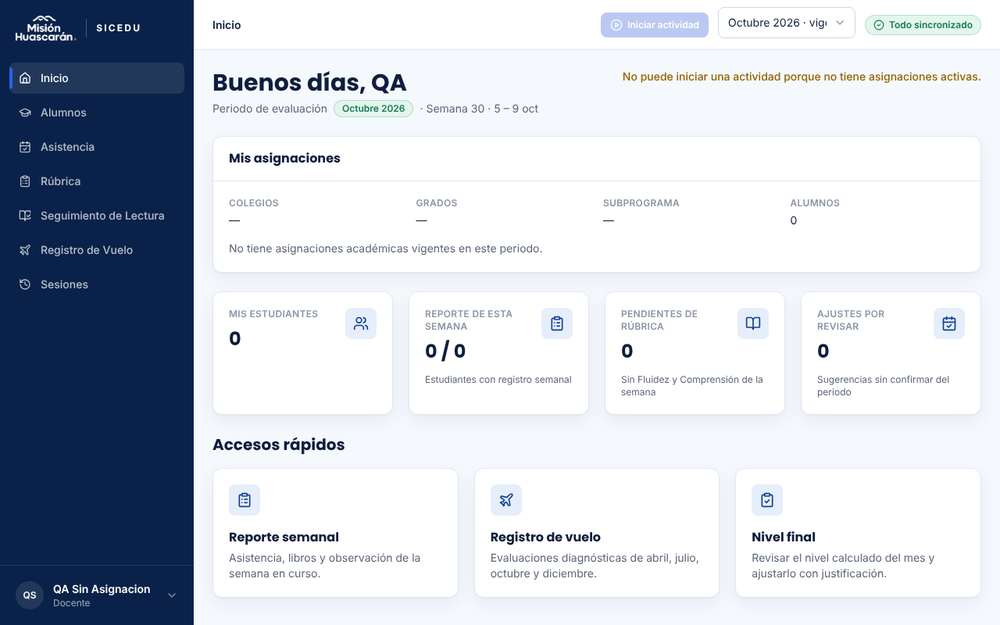 Misión
Huascarán.
SICEDU
Inicio
Alumnos
Asistencia
Rúbrica
Seguimiento de Lectura
Registro de Vuelo
Sesiones
QS
QA Sin Asignacion
Docente
Inicio
Iniciar actividad
Octubre 2026 ·
Todo sincronizado
Buenos días, QA
No puede iniciar una actividad porque no tiene asignaciones activas.
Periodo de evaluación Octubre 2026 · Semana 30 · 5 – 9 oct
Mis asignaciones
COLEGIOS
—
GRADOS
—
SUBPROGRAMA
—
ALUMNOS
0
No tiene asignaciones académicas vigentes en este periodo.
MIS ESTUDIANTES
0
REPORTE DE ESTA
SEMANA
0 / 0
Estudiantes con registro semanal
PENDIENTES DE
RÚBRICA
0
Sin Fluidez y Comprensión de la
semana
AJUSTES POR
REVISAR
0
Sugerencias sin confirmar del
periodo
Accesos rápidos
Reporte semanal
Asistencia, libros y observación de la
semana en curso.
Registro de vuelo
Evaluaciones diagnósticas de abril, julio,
octubre y diciembre.
Nivel final
Revisar el nivel calculado del mes y
ajustarlo con justificación.